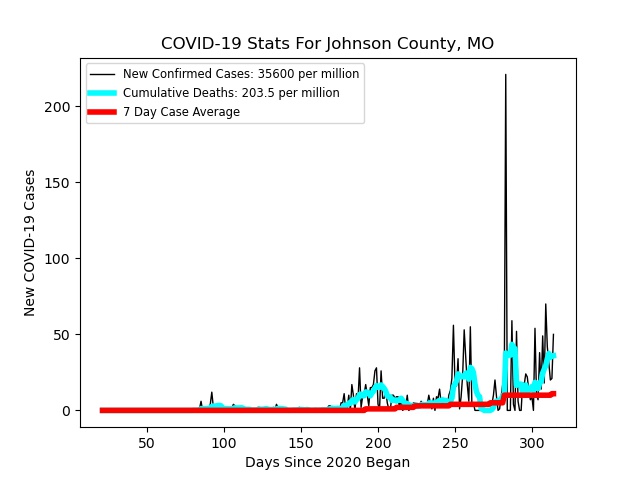 COVID-19 Stats For Johnson County, MO
New Confirmed Cases: 35600 per million
Cumulative Deaths: 203.5 per million
7 Day Case Average
New COVID-19 Cases
200
150
100
50
0
50 100 150 200 250 300
Days Since 2020 Began